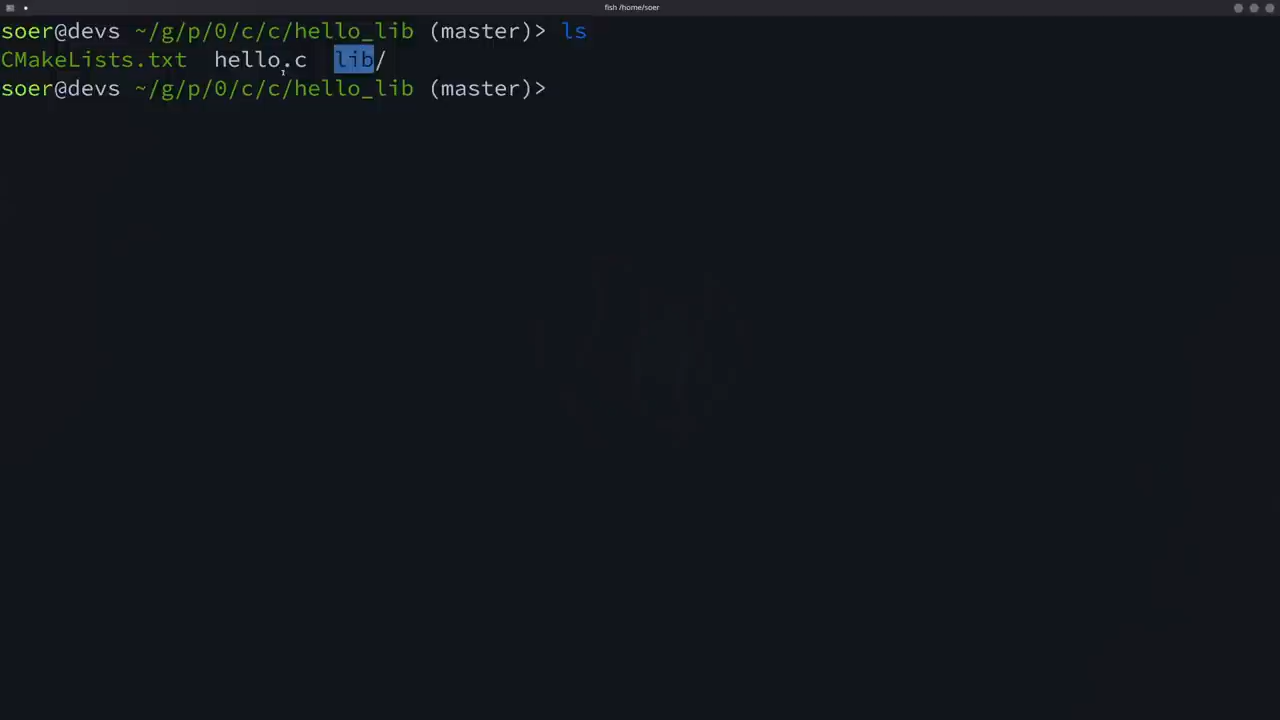 fish /home/soer
soer@devs ~/g/p/0/c/c/hello_lib (master)> ls
CMakeLists.txt  hello.c  lib/
soer@devs ~/g/p/0/c/c/hello_lib (master)>